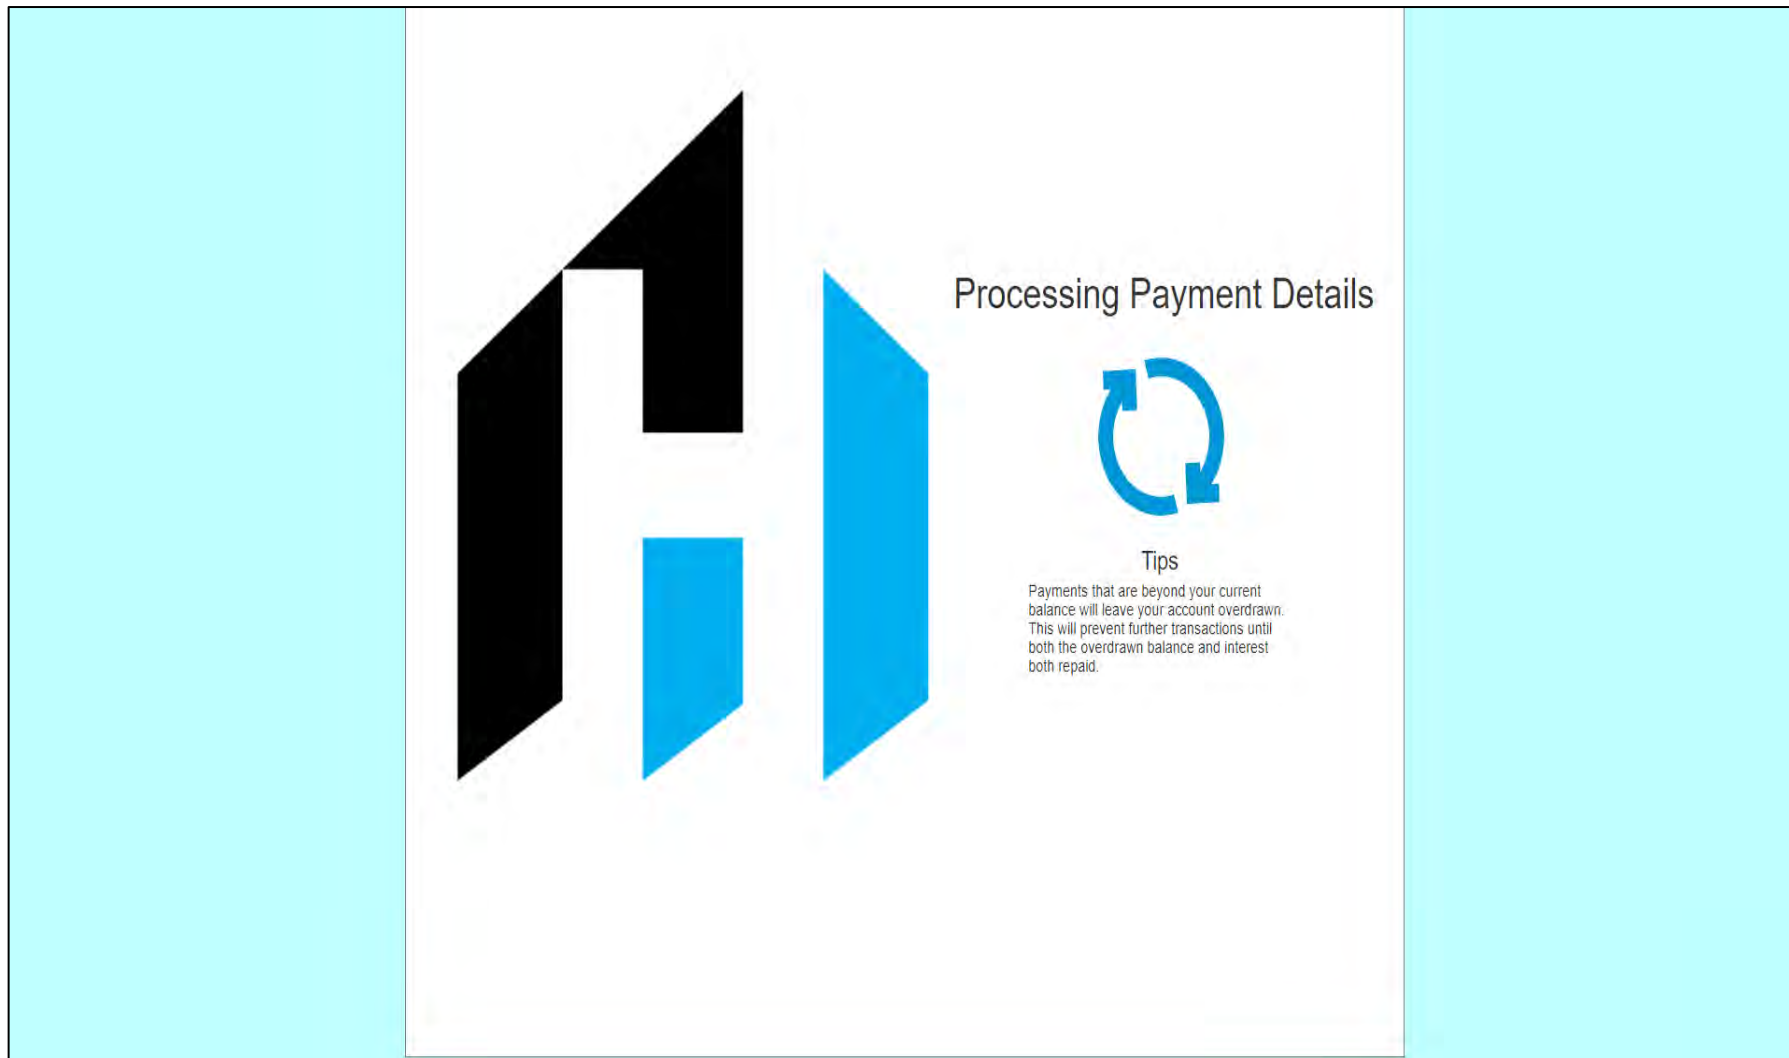 Processing Payment Details
Tips
Payments that are beyond your current
balance will leave your account overdrawn.
This will prevent further transactions until
both the overdrawn balance and interest
both repaid.